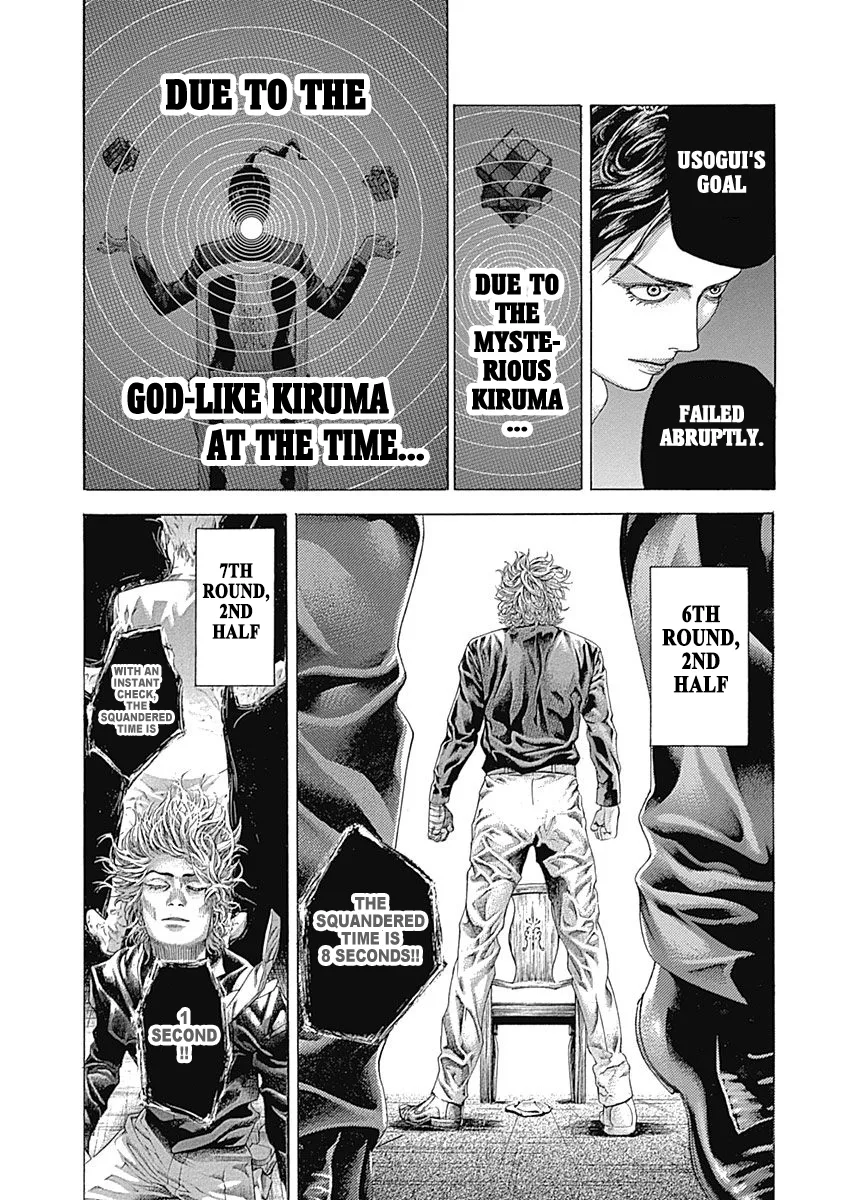 USOGUI'S
GOAL
FAILED
ABRUPTLY.
DUE TO
THE
MYSTE-
RIOUS
KIRUMA
...
DUE TO THE
GOD-LIKE KIRUMA
AT THE TIME...
6TH
ROUND,
2ND
HALF
THE
SQUANDERED
TIME IS
8 SECONDS!!
7TH
ROUND,
2ND
HALF
WITH AN
INSTANT
CHECK,
THE
SQUANDERED
TIME IS
1
SECOND
!!